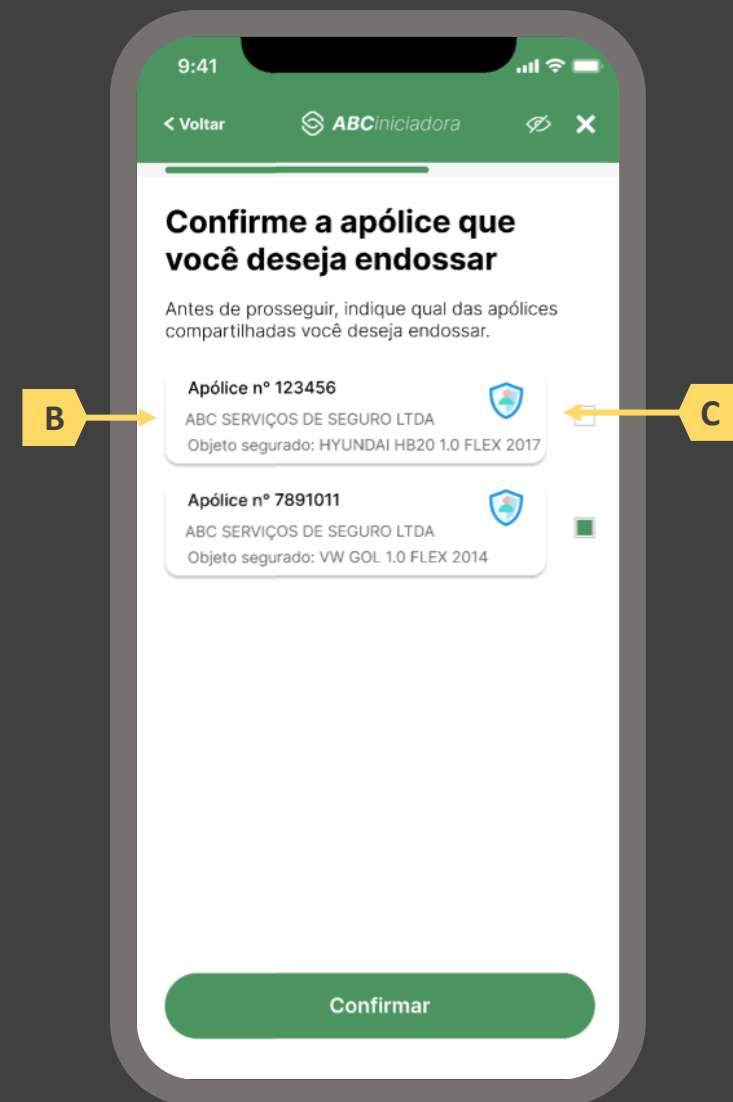 9:41
< Voltar
ABCiniciadora
Confirme a apólice que
você deseja endossar
Antes de prosseguir, indique qual das apólices
compartilhadas você deseja endossar.
Apólice nº 123456
ABC SERVIÇOS DE SEGURO LTDA
Objeto segurado: HYUNDAI HB20 1.0 FLEX 2017
B
C
Apólice nº 7891011
ABC SERVIÇOS DE SEGURO LTDA
Objeto segurado: VW GOL 1.0 FLEX 2014
Confirmar